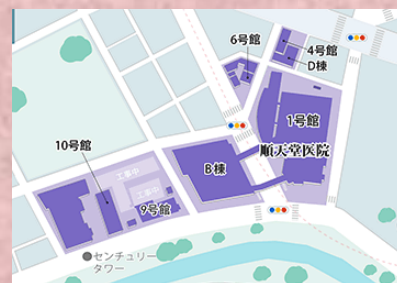 6号館
4号館
D棟
1号館
順天堂医院
10号館
工事中
B棟
工事中
9号館
センチュリー
タワー